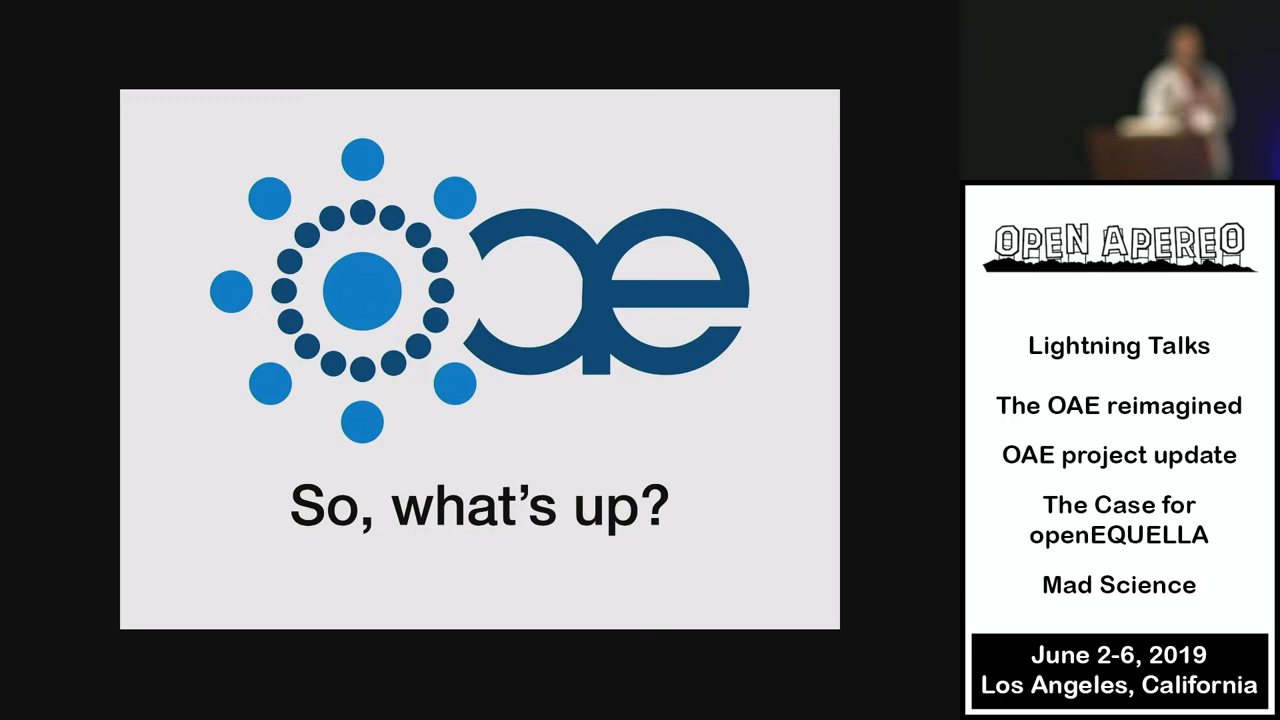 oae
So, what's up?
OPEN APEREO
Lightning Talks
The OAE reimagined
OAE project update
The Case for
openEQUELLA
Mad Science
June 2-6, 2019
Los Angeles, California